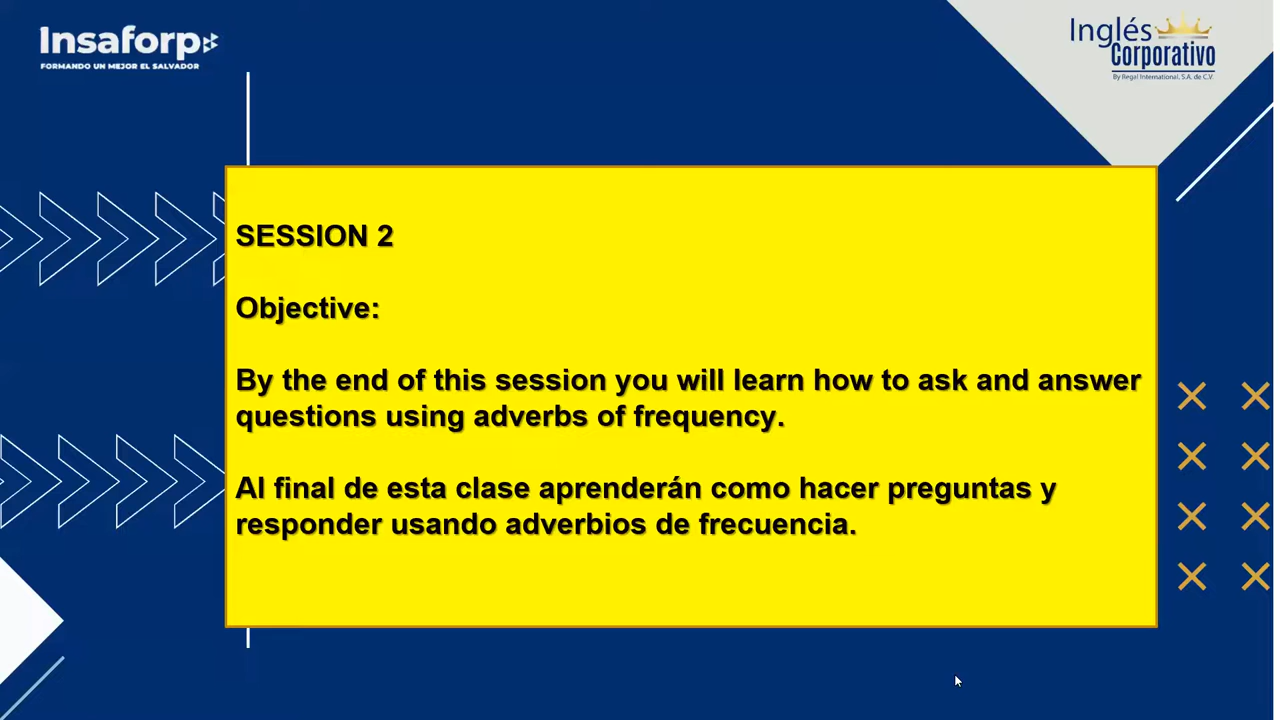 Insaforp
FORMANDO UN MEJOR EL SALVADOR
Inglés
Corporativo
By Regal International, S.A. de C.V.
SESSION 2
Objective:
By the end of this session you will learn how to ask and answer
questions using adverbs of frequency.
Al final de esta clase aprenderán como hacer preguntas y
responder usando adverbios de frecuencia.